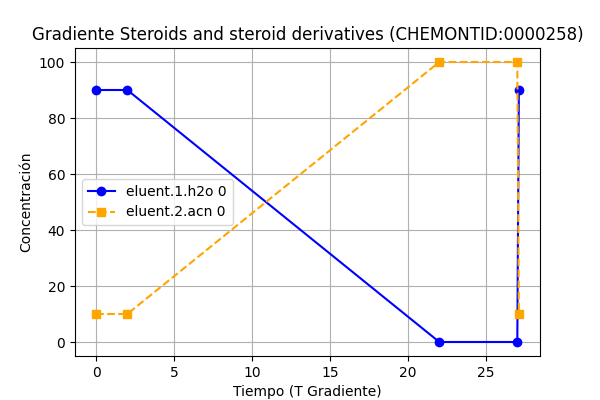 Gradiente Steroids and steroid derivatives (CHEMONTID:0000258)
100
80
60
40
20
0
Concentración
eluent.1.h2o 0
eluent.2.acn 0
0 5 10 15 20 25
Tiempo (T Gradiente)